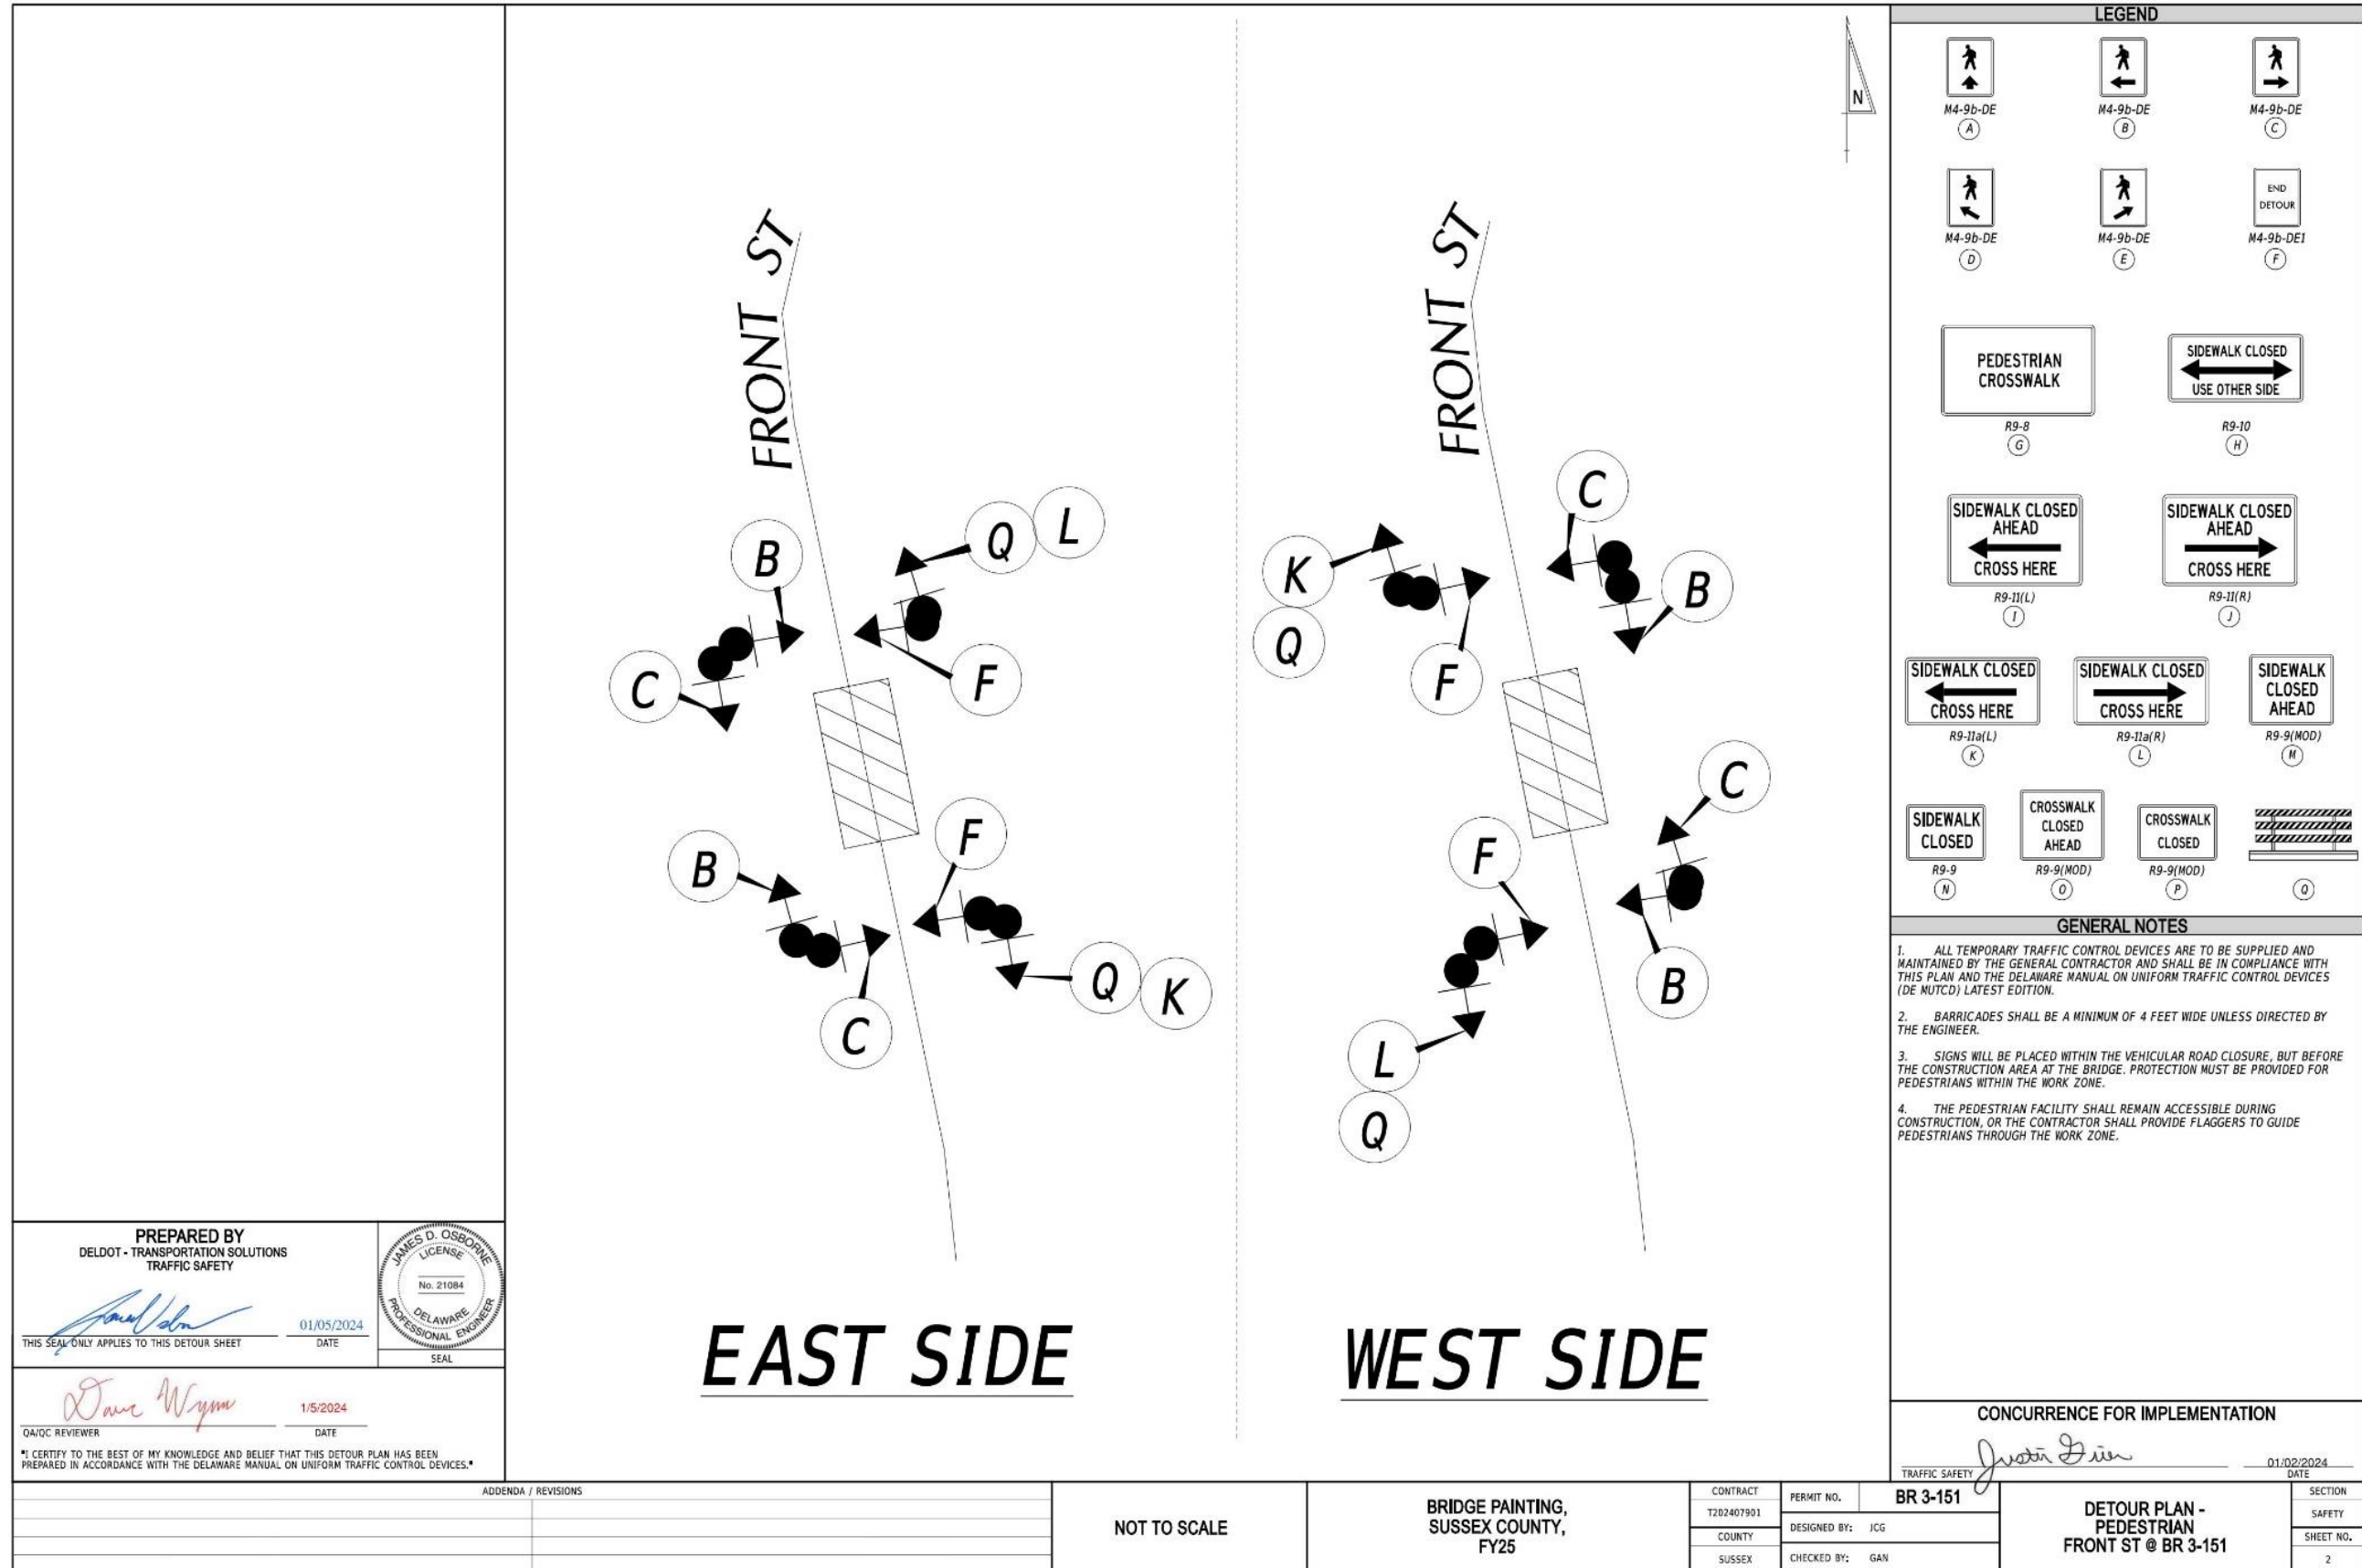 FRONT ST
B
Q
L
C
F
B
F
C
Q
K
EAST SIDE
FRONT ST
C
K
Q
B
F
C
F
B
L
Q
WEST SIDE
N
LEGEND
M4-9b-DE
A
M4-9b-DE
B
M4-9b-DE
C
M4-9b-DE
D
M4-9b-DE
E
END
DETOUR
M4-9b-DE1
F
PEDESTRIAN
CROSSWALK
R9-8
G
SIDEWALK CLOSED
USE OTHER SIDE
R9-10
H
SIDEWALK CLOSED
AHEAD
CROSS HERE
R9-11(L)
I
SIDEWALK CLOSED
AHEAD
CROSS HERE
R9-11(R)
J
SIDEWALK CLOSED
CROSS HERE
R9-11a(L)
K
SIDEWALK CLOSED
CROSS HERE
R9-11a(R)
L
SIDEWALK
CLOSED
AHEAD
R9-9(MOD)
M
SIDEWALK
CLOSED
R9-9
N
CROSSWALK
CLOSED
AHEAD
R9-9(MOD)
O
CROSSWALK
CLOSED
R9-9(MOD)
P
Q
GENERAL NOTES
1. ALL TEMPORARY TRAFFIC CONTROL DEVICES ARE TO BE SUPPLIED AND
MAINTAINED BY THE GENERAL CONTRACTOR AND SHALL BE IN COMPLIANCE WITH
THIS PLAN AND THE DELAWARE MANUAL ON UNIFORM TRAFFIC CONTROL DEVICES
(DE MUTCD) LATEST EDITION.
2. BARRICADES SHALL BE A MINIMUM OF 4 FEET WIDE UNLESS DIRECTED BY
THE ENGINEER.
3. SIGNS WILL BE PLACED WITHIN THE VEHICULAR ROAD CLOSURE, BUT BEFORE
THE CONSTRUCTION AREA AT THE BRIDGE. PROTECTION MUST BE PROVIDED FOR
PEDESTRIANS WITHIN THE WORK ZONE.
4. THE PEDESTRIAN FACILITY SHALL REMAIN ACCESSIBLE DURING
CONSTRUCTION, OR THE CONTRACTOR SHALL PROVIDE FLAGGERS TO GUIDE
PEDESTRIANS THROUGH THE WORK ZONE.
PREPARED BY
DELDOT - TRANSPORTATION SOLUTIONS
TRAFFIC SAFETY
01/05/2024
THIS SEAL ONLY APPLIES TO THIS DETOUR SHEET
DATE
JAMES D. OSBORNE
LICENSE
No. 21084
DELAWARE
PROFESSIONAL ENGINEER
SEAL
Dave Wynn
1/5/2024
QA/QC REVIEWER
DATE
"I CERTIFY TO THE BEST OF MY KNOWLEDGE AND BELIEF THAT THIS DETOUR PLAN HAS BEEN
PREPARED IN ACCORDANCE WITH THE DELAWARE MANUAL ON UNIFORM TRAFFIC CONTROL DEVICES."
CONCURRENCE FOR IMPLEMENTATION
Justin
01/02/2024
TRAFFIC SAFETY
DATE
ADDENDA / REVISIONS
NOT TO SCALE
BRIDGE PAINTING,
SUSSEX COUNTY,
FY25
CONTRACT
T202407901
COUNTY
SUSSEX
PERMIT NO.
BR 3-151
DESIGNED BY: JCG
CHECKED BY: GAN
DETOUR PLAN -
PEDESTRIAN
FRONT ST @ BR 3-151
SECTION
SAFETY
SHEET NO.
2